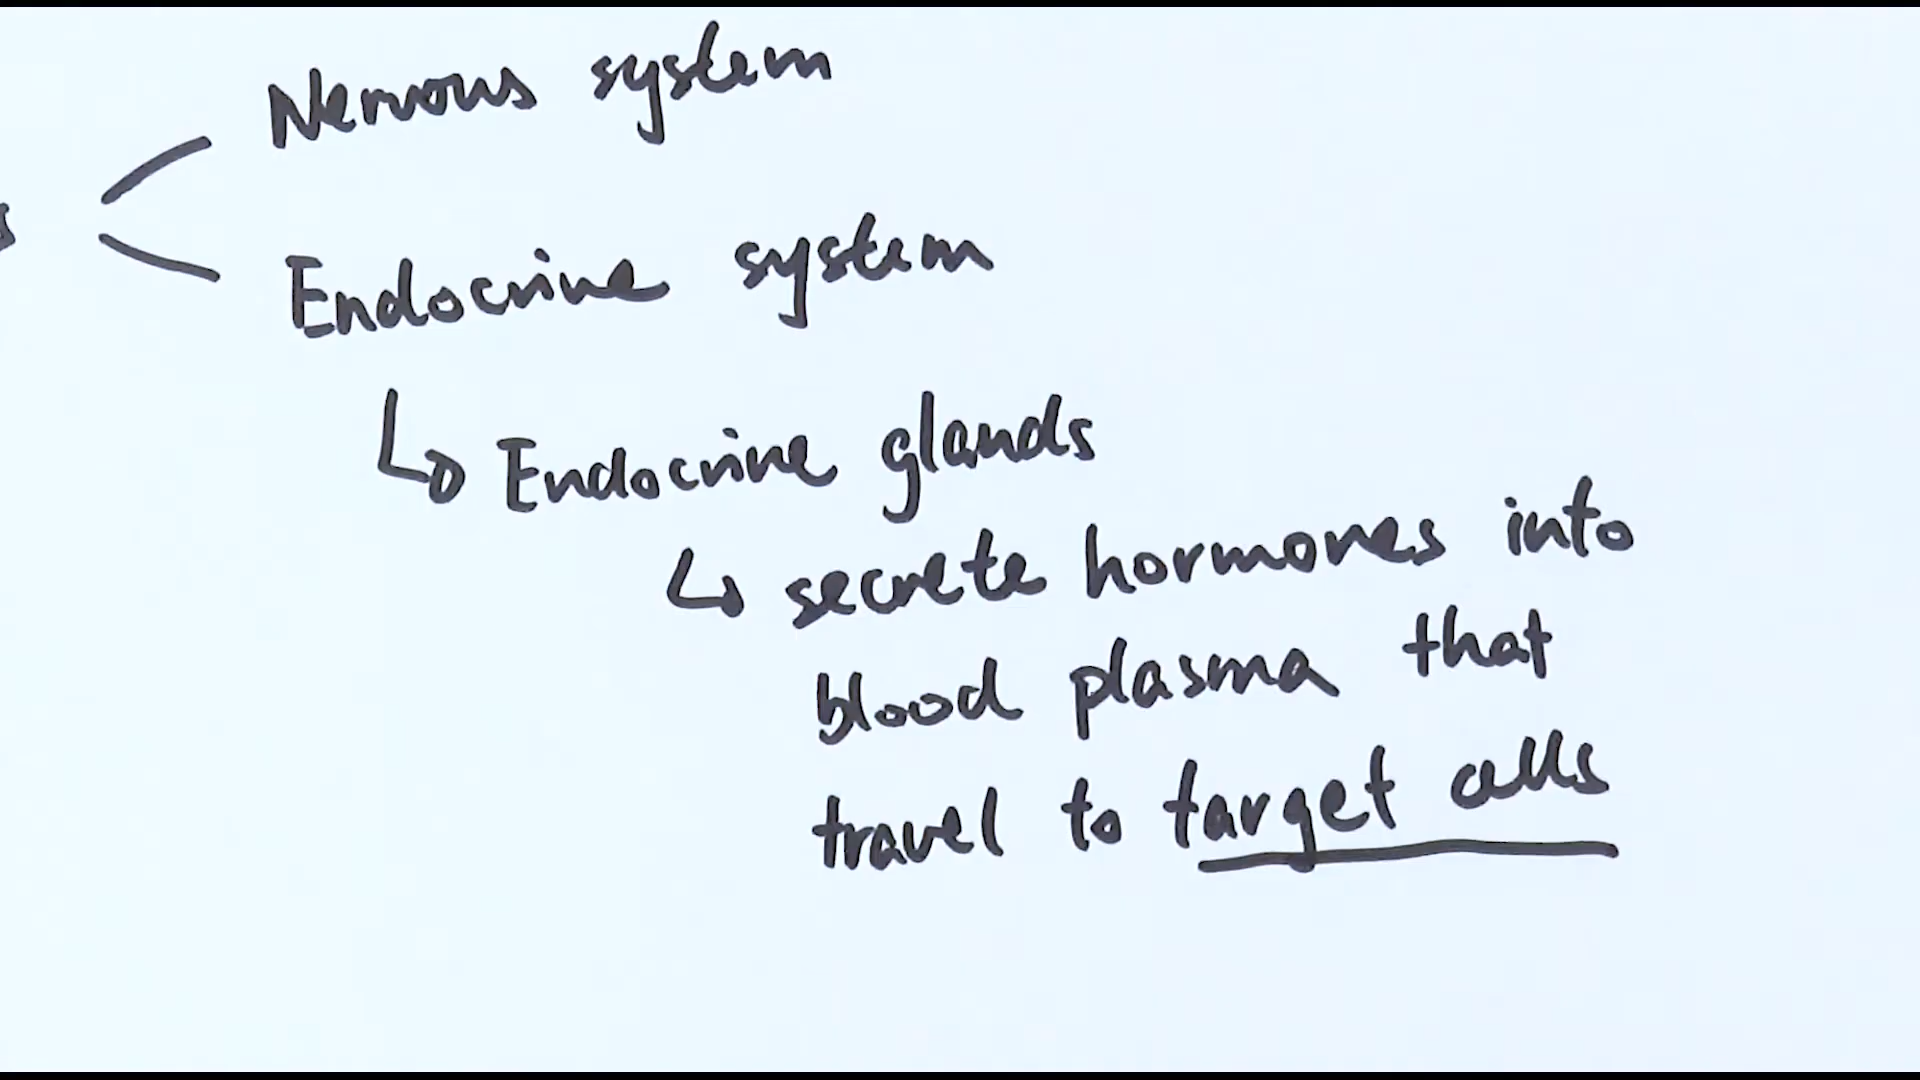 Nervous system
Endocrine system
Endocrine glands
secrete hormones into
blood plasma that
travel to target cells